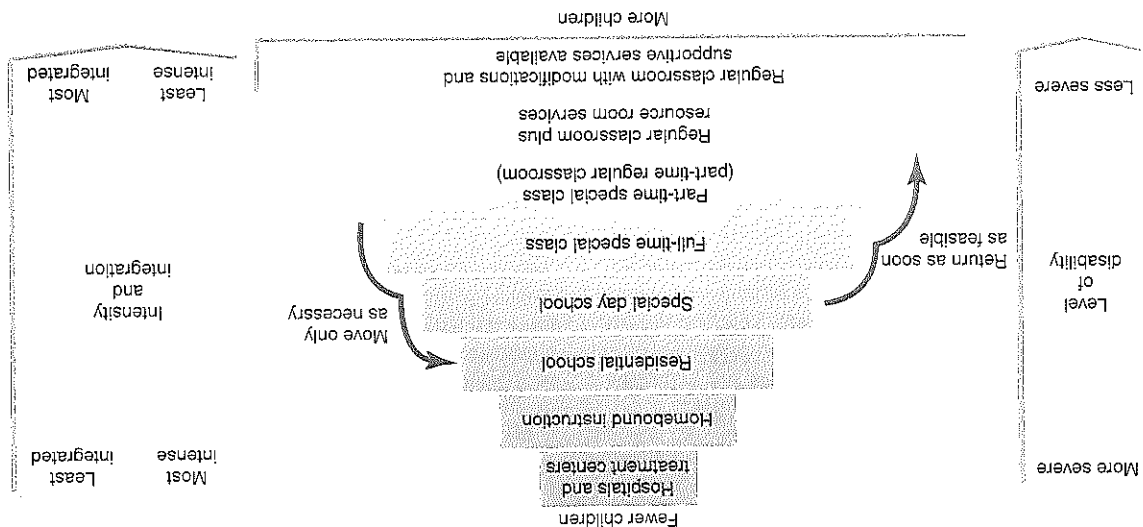 Fewer children
More severe
Hospitals and
treatment centers
Most Least
intense integrated
Homebound instruction
Residential school
Move only
as necessry
Level
of
disability
Special day school
Intensity
and
integration
Return as soon
as feasible
Full-time special class
Part-time special class
(part-time regular classroom)
Regular classroom plus
resource room services
Less severe
Regular classroom with modifications and
supportive services available
Least Most
intense integrated
More children